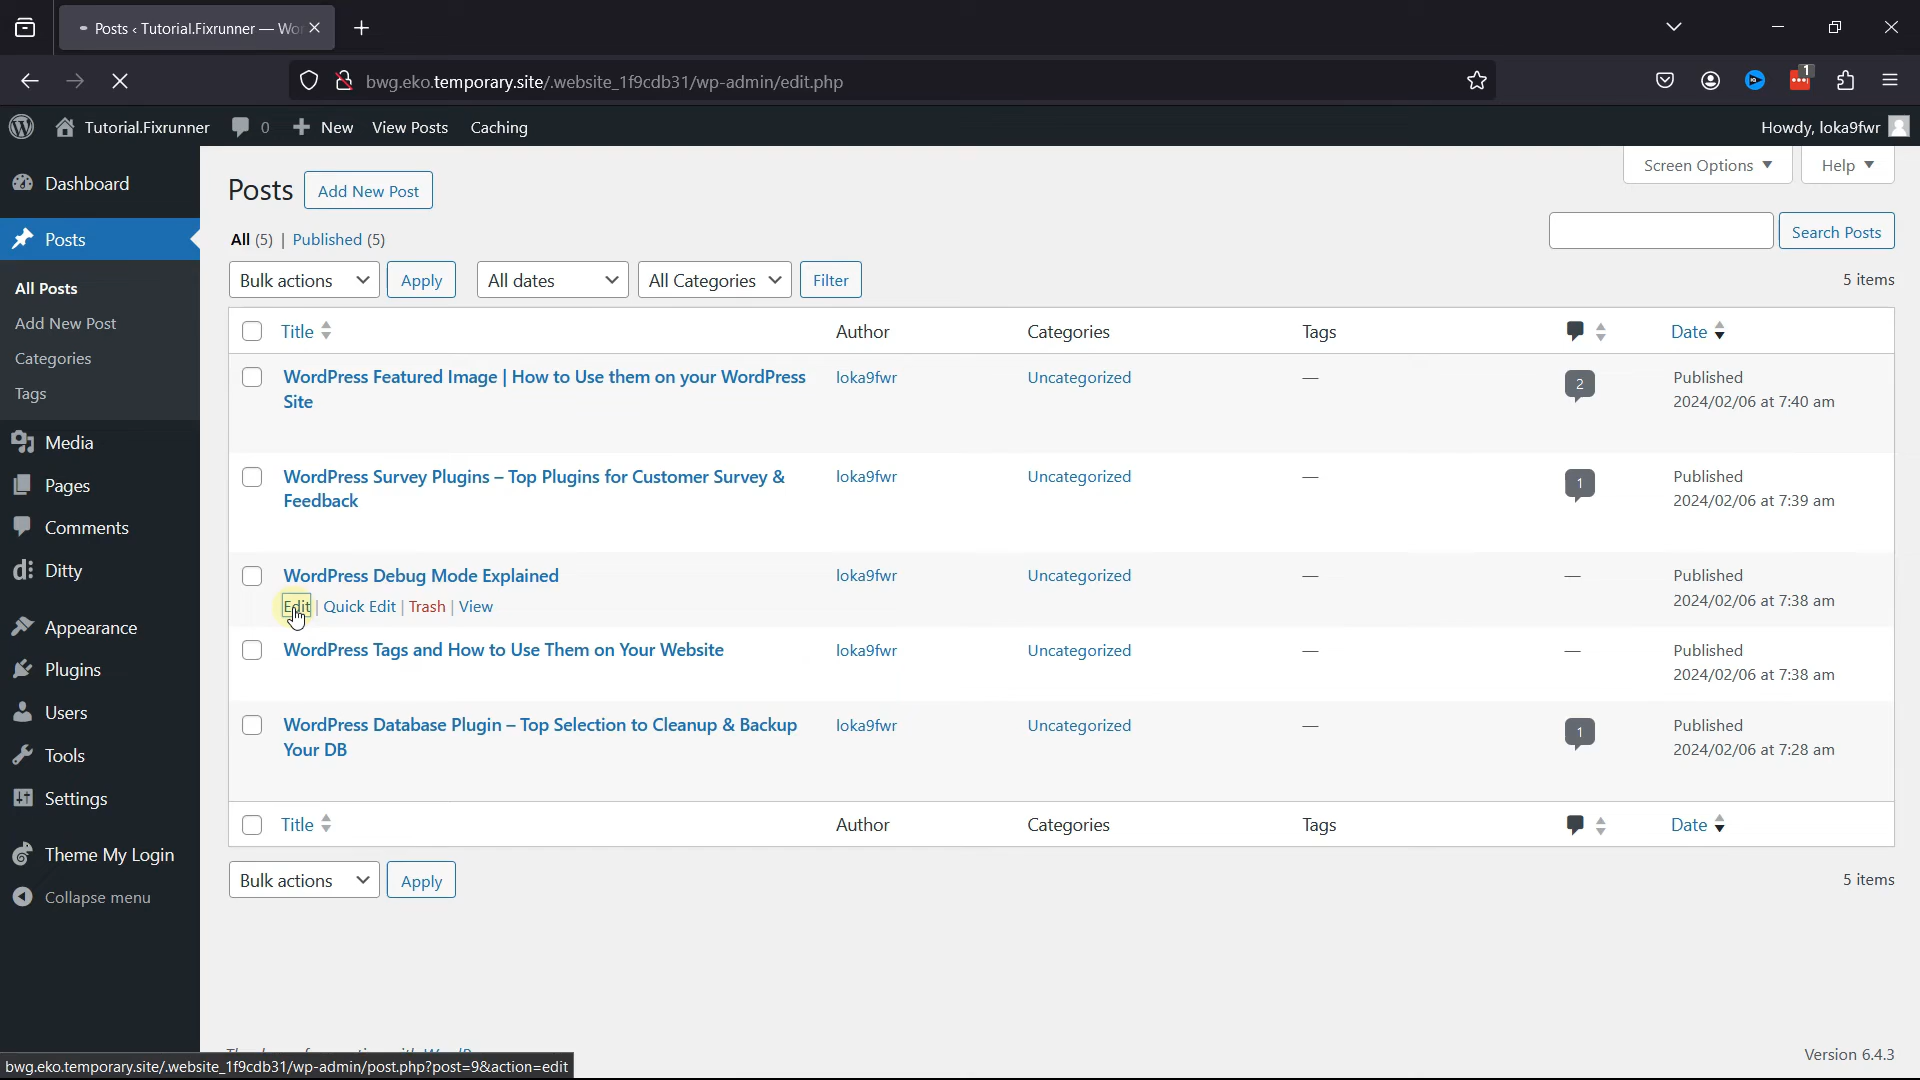 Posts ‹ Tutorial.Fixrunner — Wo
bwg.eko.temporary.site/.website_1f9cdb31/wp-admin/edit.php
1
Tutorial.Fixrunner 0 New View Posts Caching Howdy, loka9fwr
Screen Options Help
Dashboard
Posts
All Posts
Add New Post
Categories
Tags
Media
Pages
Comments
Ditty
Appearance
Plugins
Users
Tools
Settings
Theme My Login
Collapse menu
Posts Add New Post
All (5) | Published (5)
Search Posts
Bulk actions Apply All dates All Categories Filter 5 items
Title Author Categories Tags Date
WordPress Featured Image | How to Use them on your WordPress loka9fwr Uncategorized — 2 Published
Site 2024/02/06 at 7:40 am
WordPress Survey Plugins – Top Plugins for Customer Survey & loka9fwr Uncategorized — 1 Published
Feedback 2024/02/06 at 7:39 am
WordPress Debug Mode Explained loka9fwr Uncategorized — — Published
Edit | Quick Edit | Trash | View 2024/02/06 at 7:38 am
WordPress Tags and How to Use Them on Your Website loka9fwr Uncategorized — — Published
2024/02/06 at 7:38 am
WordPress Database Plugin – Top Selection to Cleanup & Backup loka9fwr Uncategorized — 1 Published
Your DB 2024/02/06 at 7:28 am
Title Author Categories Tags Date
Bulk actions Apply 5 items
Version 6.4.3
bwg.eko.temporary.site/.website_1f9cdb31/wp-admin/post.php?post=9&action=edit